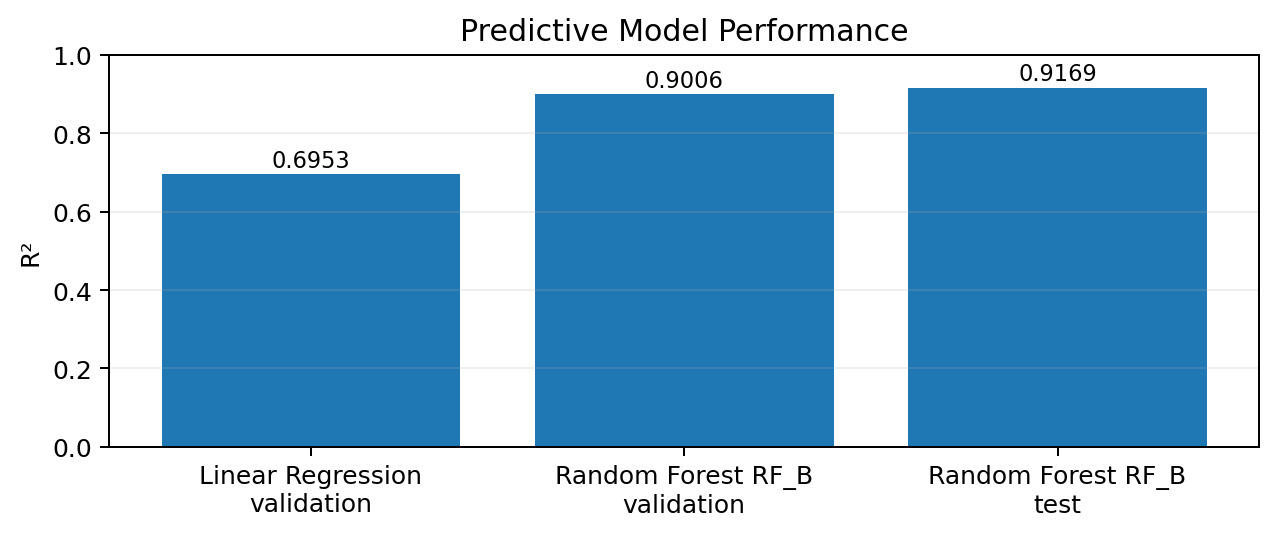 Predictive Model Performance
1.0
0.8
0.6
0.4
0.2
0.0
R²
0.6953
0.9006
0.9169
Linear Regression
validation
Random Forest RF_B
validation
Random Forest RF_B
test